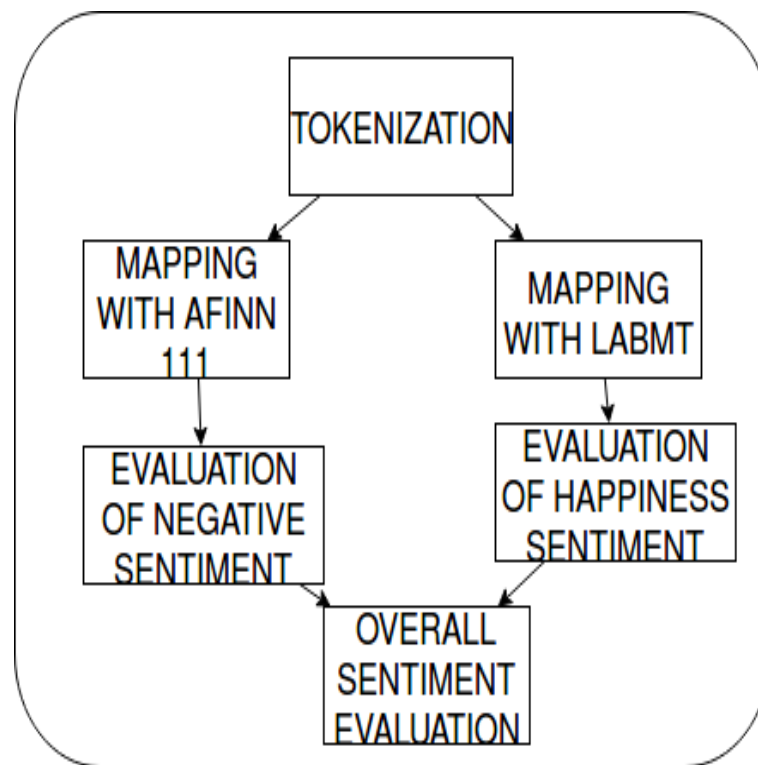 TOKENIZATION
MAPPING
WITH AFINN
111
MAPPING
WITH LABMT
EVALUATION
OF NEGATIVE
SENTIMENT
EVALUATION
OF HAPPINESS
SENTIMENT
OVERALL
SENTIMENT
EVALUATION